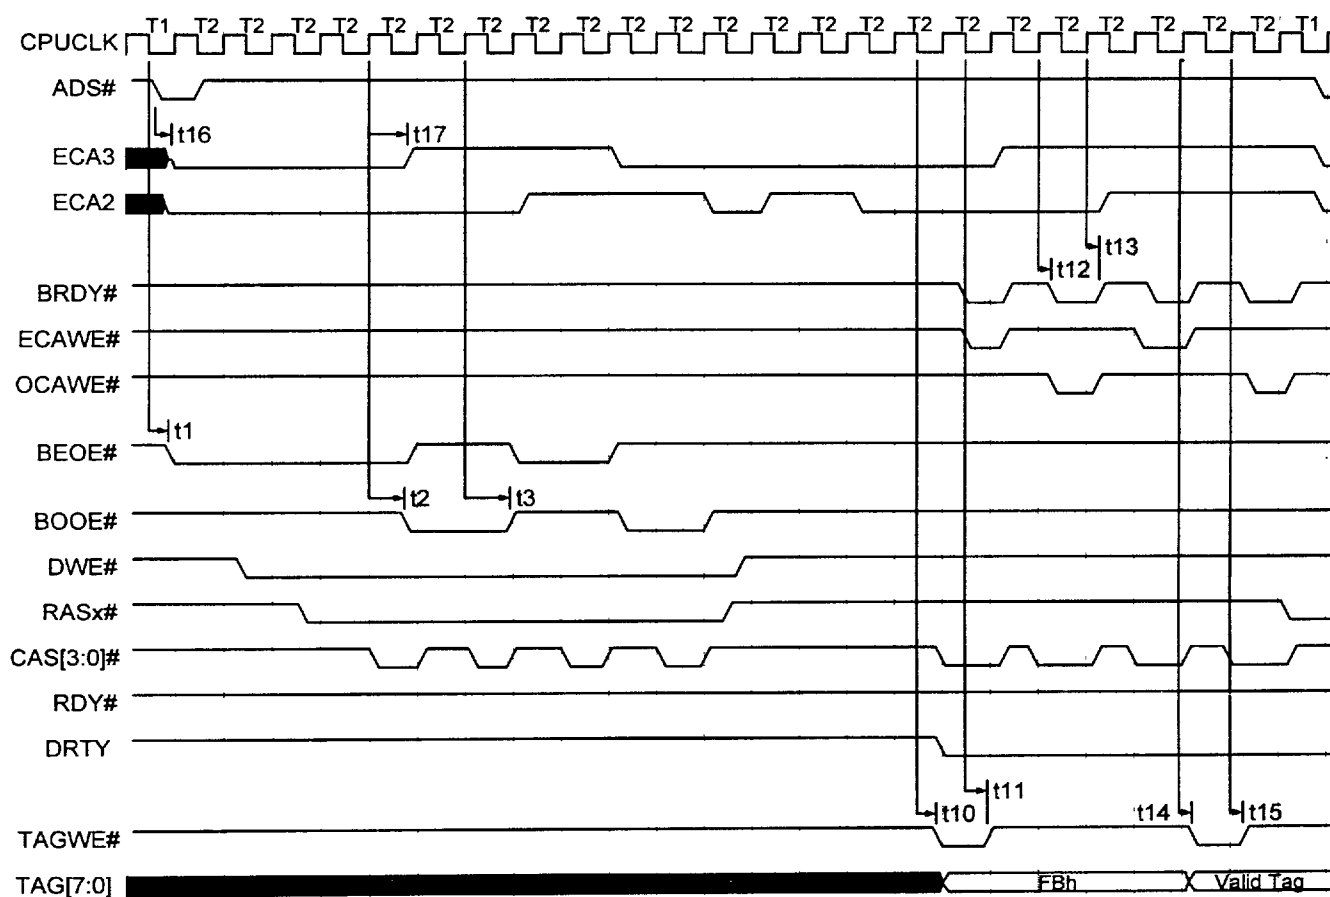 T1 T2 T2 T2 T2 T2 T2 T2 T2 T2 T2 T2 T2 T2 T2 T2 T2 T2 T2 T2 T2 T2 T2 T2 T1
CPUCLK
ADS#
t16 t17
ECA3
ECA2
t13
t12
BRDY#
ECAWE#
OCAWE#
t1
BEOE#
t2 t3
BOOE#
DWE#
RASx#
CAS[3:0]#
RDY#
DRTY
t11
t10 t14 t15
TAGWE#
TAG[7:0] FBh Valid Tag